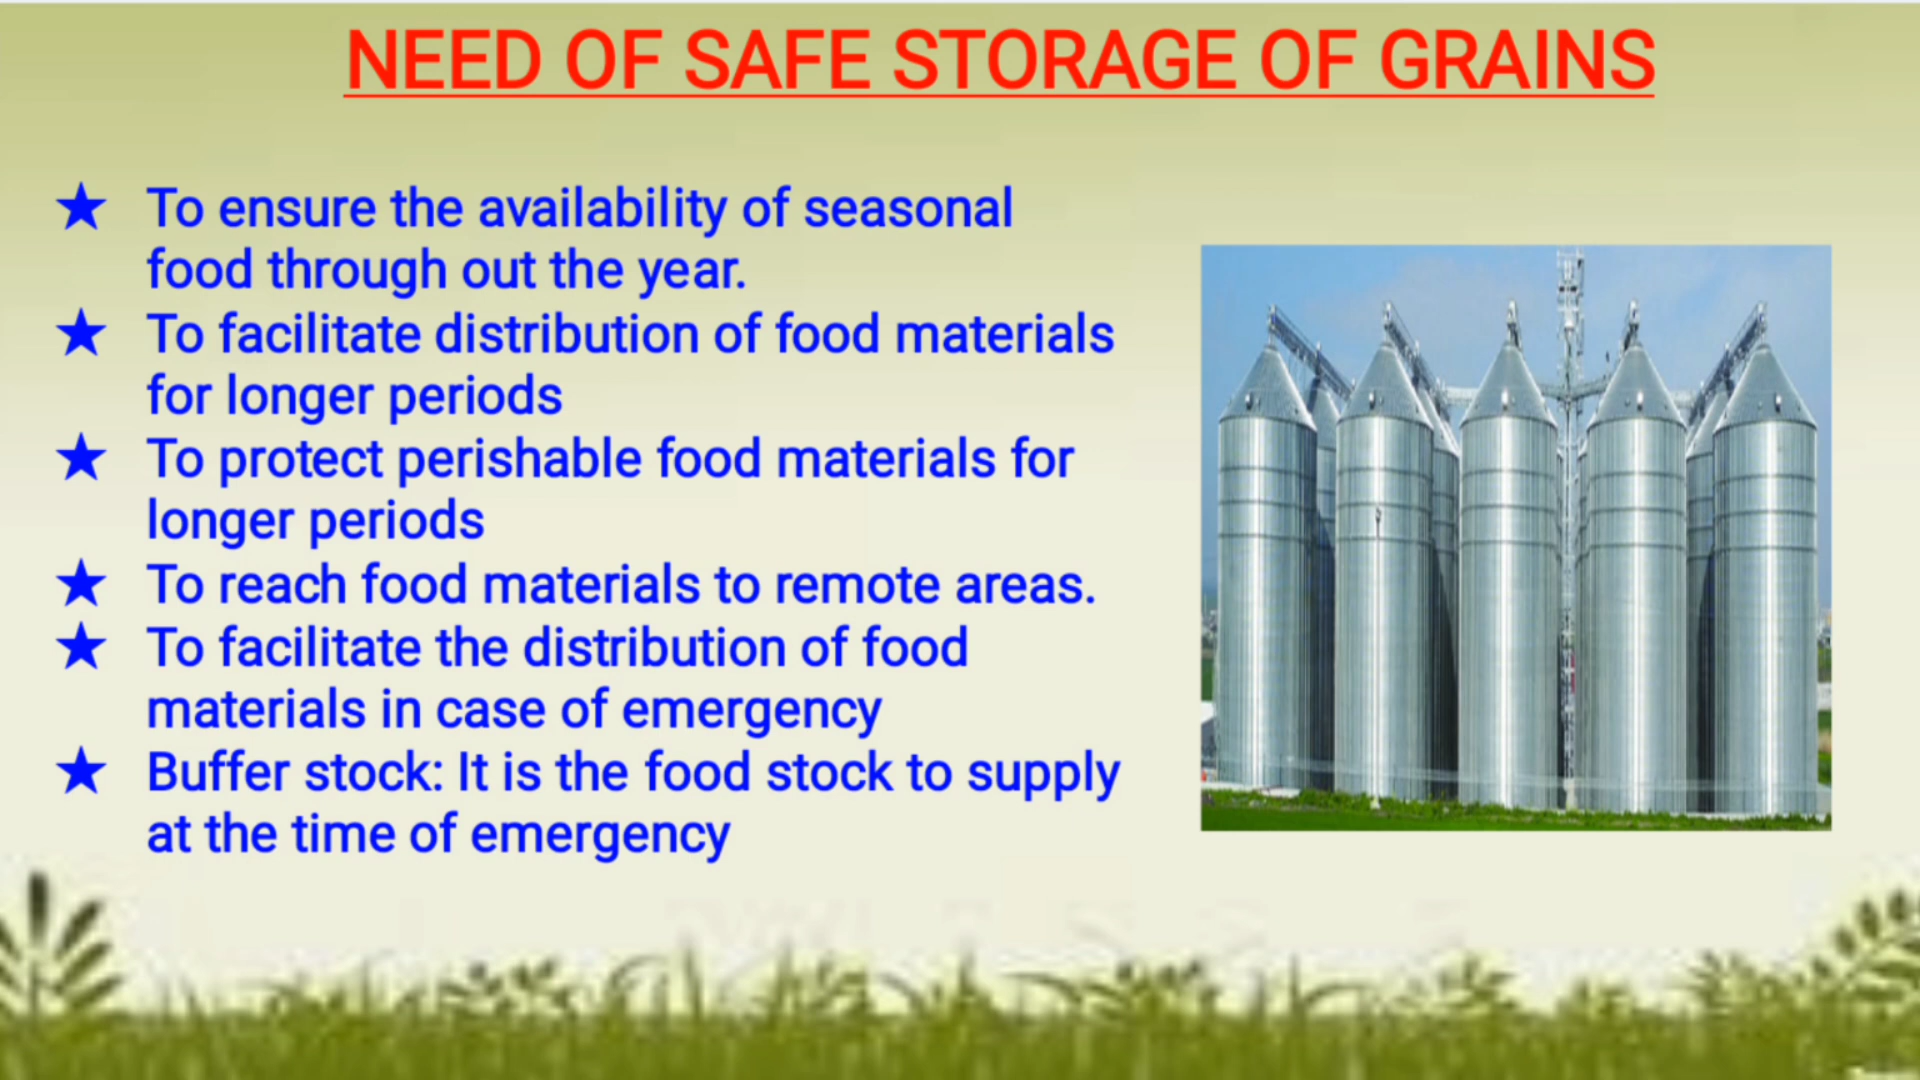 NEED OF SAFE STORAGE OF GRAINS
★ To ensure the availability of seasonal
food through out the year.
★ To facilitate distribution of food materials
for longer periods
★ To protect perishable food materials for
longer periods
★ To reach food materials to remote areas.
★ To facilitate the distribution of food
materials in case of emergency
★ Buffer stock: It is the food stock to supply
at the time of emergency